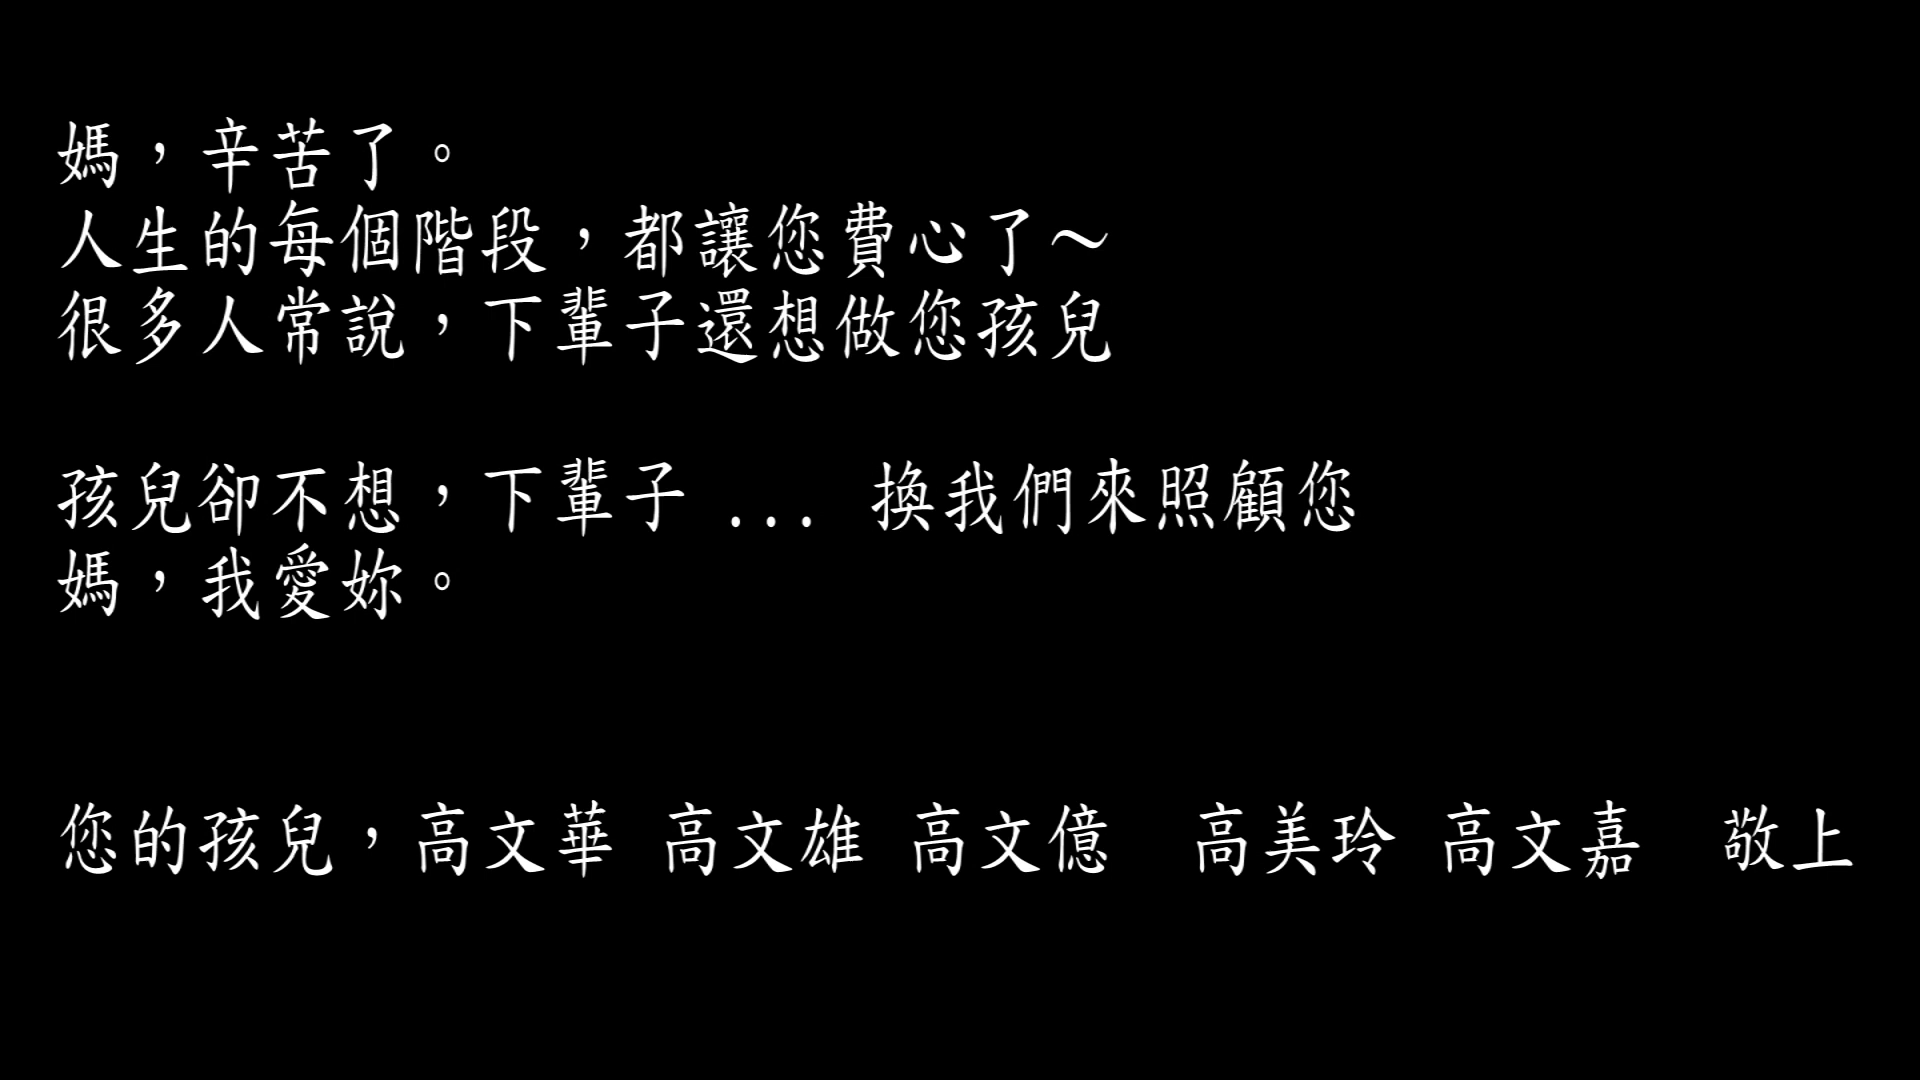 媽，辛苦了。
人生的每個階段，都讓您費心了～
很多人常說，下輩子還想做您孩兒
孩兒卻不想，下輩子 ... 換我們來照顧您
媽，我愛妳。
您的孩兒，高文華 高文雄 高文億　高美玲 高文嘉　敬上